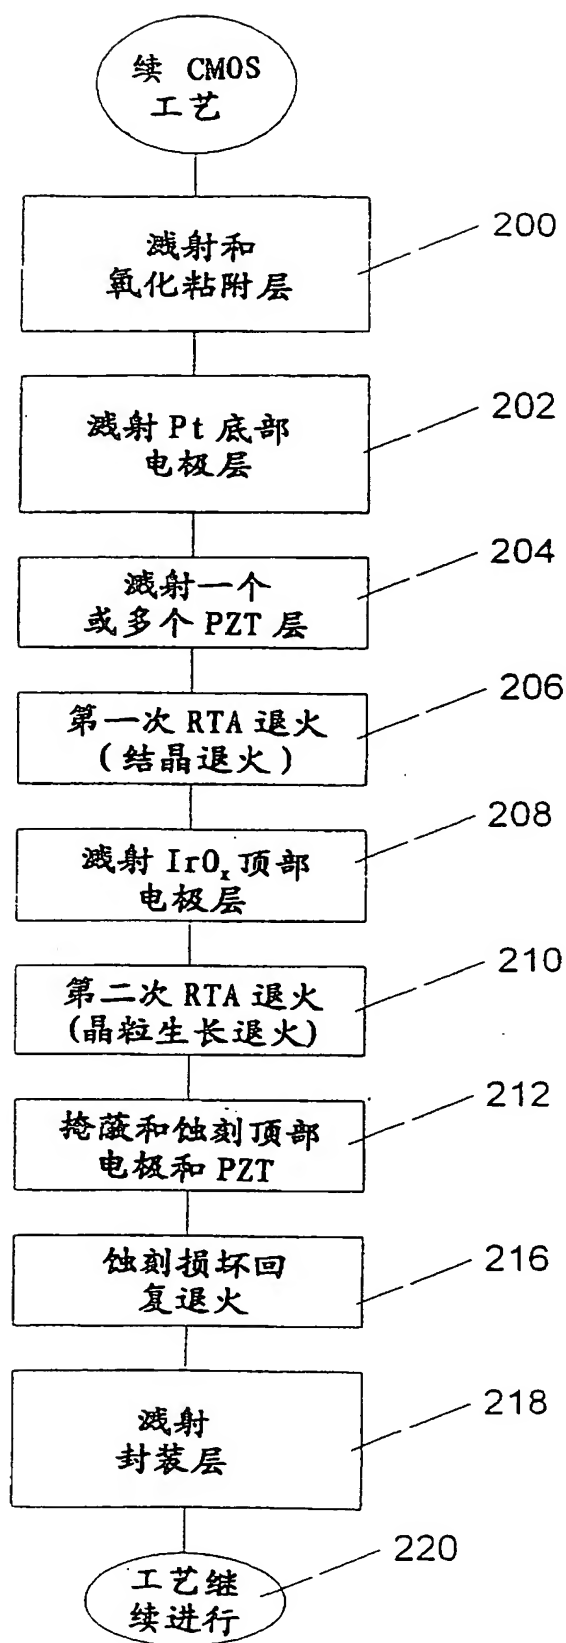 续 CMOS
工艺
溅射和
氧化粘附层
200
溅射 Pt 底部
电极层
202
溅射一个
或多个 PZT 层
204
第一次 RTA 退火
(结晶退火)
206
溅射 IrOₓ 顶部
电极层
208
第二次 RTA 退火
(晶粒生长退火)
210
掩蔽和蚀刻顶部
电极和 PZT
212
蚀刻损坏回
复退火
216
溅射
封装层
218
工艺继
续进行
220